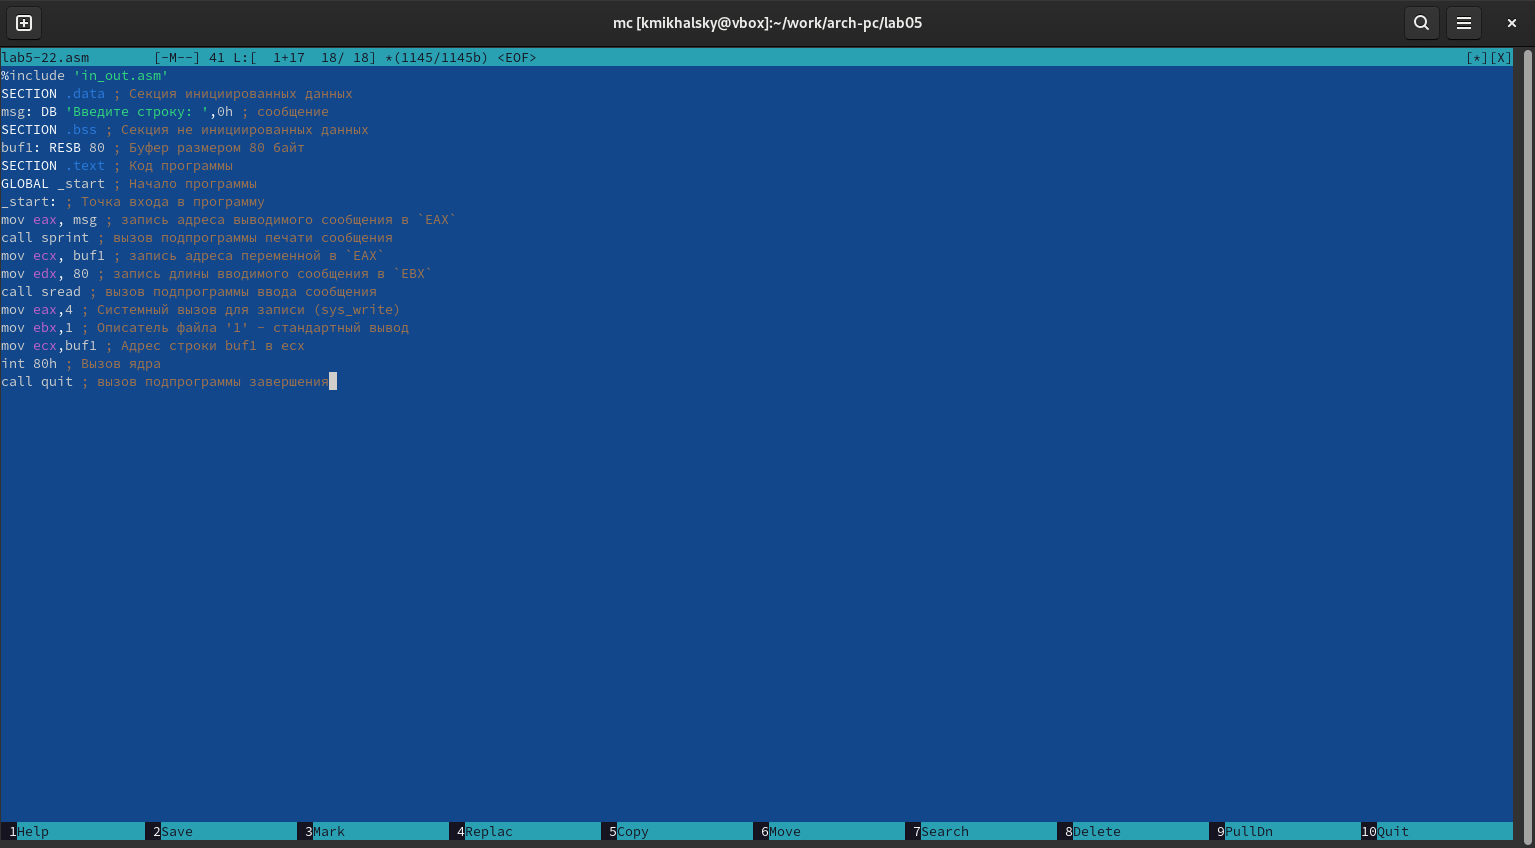 mc [kmikhalsky@vbox]:~/work/arch-pc/lab05
lab5-22.asm [-M--] 41 L:[ 1+17 18/ 18] *(1145/1145b) <EOF> [*][X]
%include 'in_out.asm'
SECTION .data ; Секция инициированных данных
msg: DB 'Введите строку: ',0h ; сообщение
SECTION .bss ; Секция не инициированных данных
buf1: RESB 80 ; Буфер размером 80 байт
SECTION .text ; Код программы
GLOBAL _start ; Начало программы
_start: ; Точка входа в программу
mov eax, msg ; запись адреса выводимого сообщения в `EAX`
call sprint ; вызов подпрограммы печати сообщения
mov ecx, buf1 ; запись адреса переменной в `EAX`
mov edx, 80 ; запись длины вводимого сообщения в `EBX`
call sread ; вызов подпрограммы ввода сообщения
mov eax,4 ; Системный вызов для записи (sys_write)
mov ebx,1 ; Описатель файла '1' - стандартный вывод
mov ecx,buf1 ; Адрес строки buf1 в ecx
int 80h ; Вызов ядра
call quit ; вызов подпрограммы завершения
1Help 2Save 3Mark 4Replac 5Copy 6Move 7Search 8Delete 9PullDn 10Quit